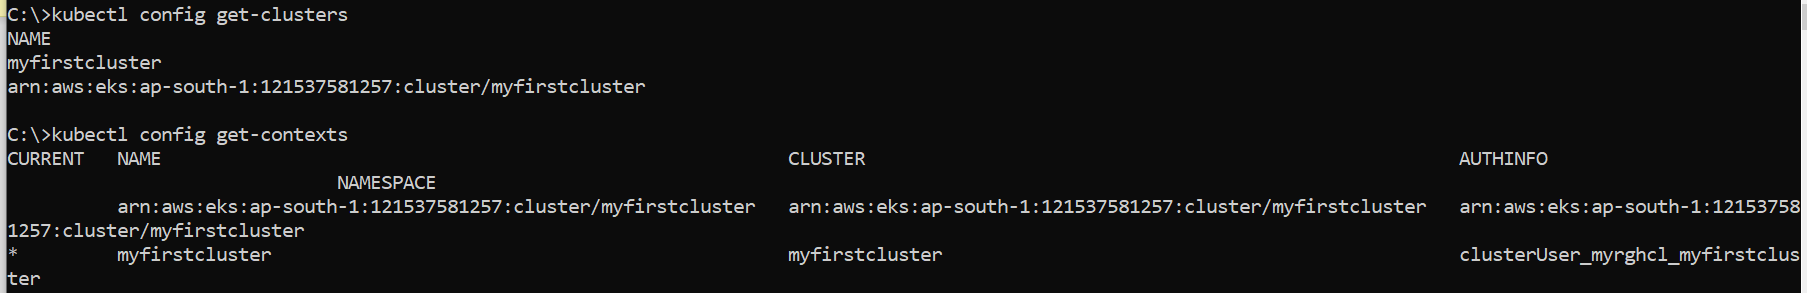 C:\>kubectl config get-clusters
NAME
myfirstcluster
arn:aws:eks:ap-south-1:121537581257:cluster/myfirstcluster
C:\>kubectl config get-contexts
CURRENT   NAME   CLUSTER   AUTHINFO
NAMESPACE
arn:aws:eks:ap-south-1:121537581257:cluster/myfirstcluster   arn:aws:eks:ap-south-1:121537581257:cluster/myfirstcluster   arn:aws:eks:ap-south-1:12153758
1257:cluster/myfirstcluster
*         myfirstcluster   myfirstcluster   clusterUser_myrghcl_myfirstclus
ter